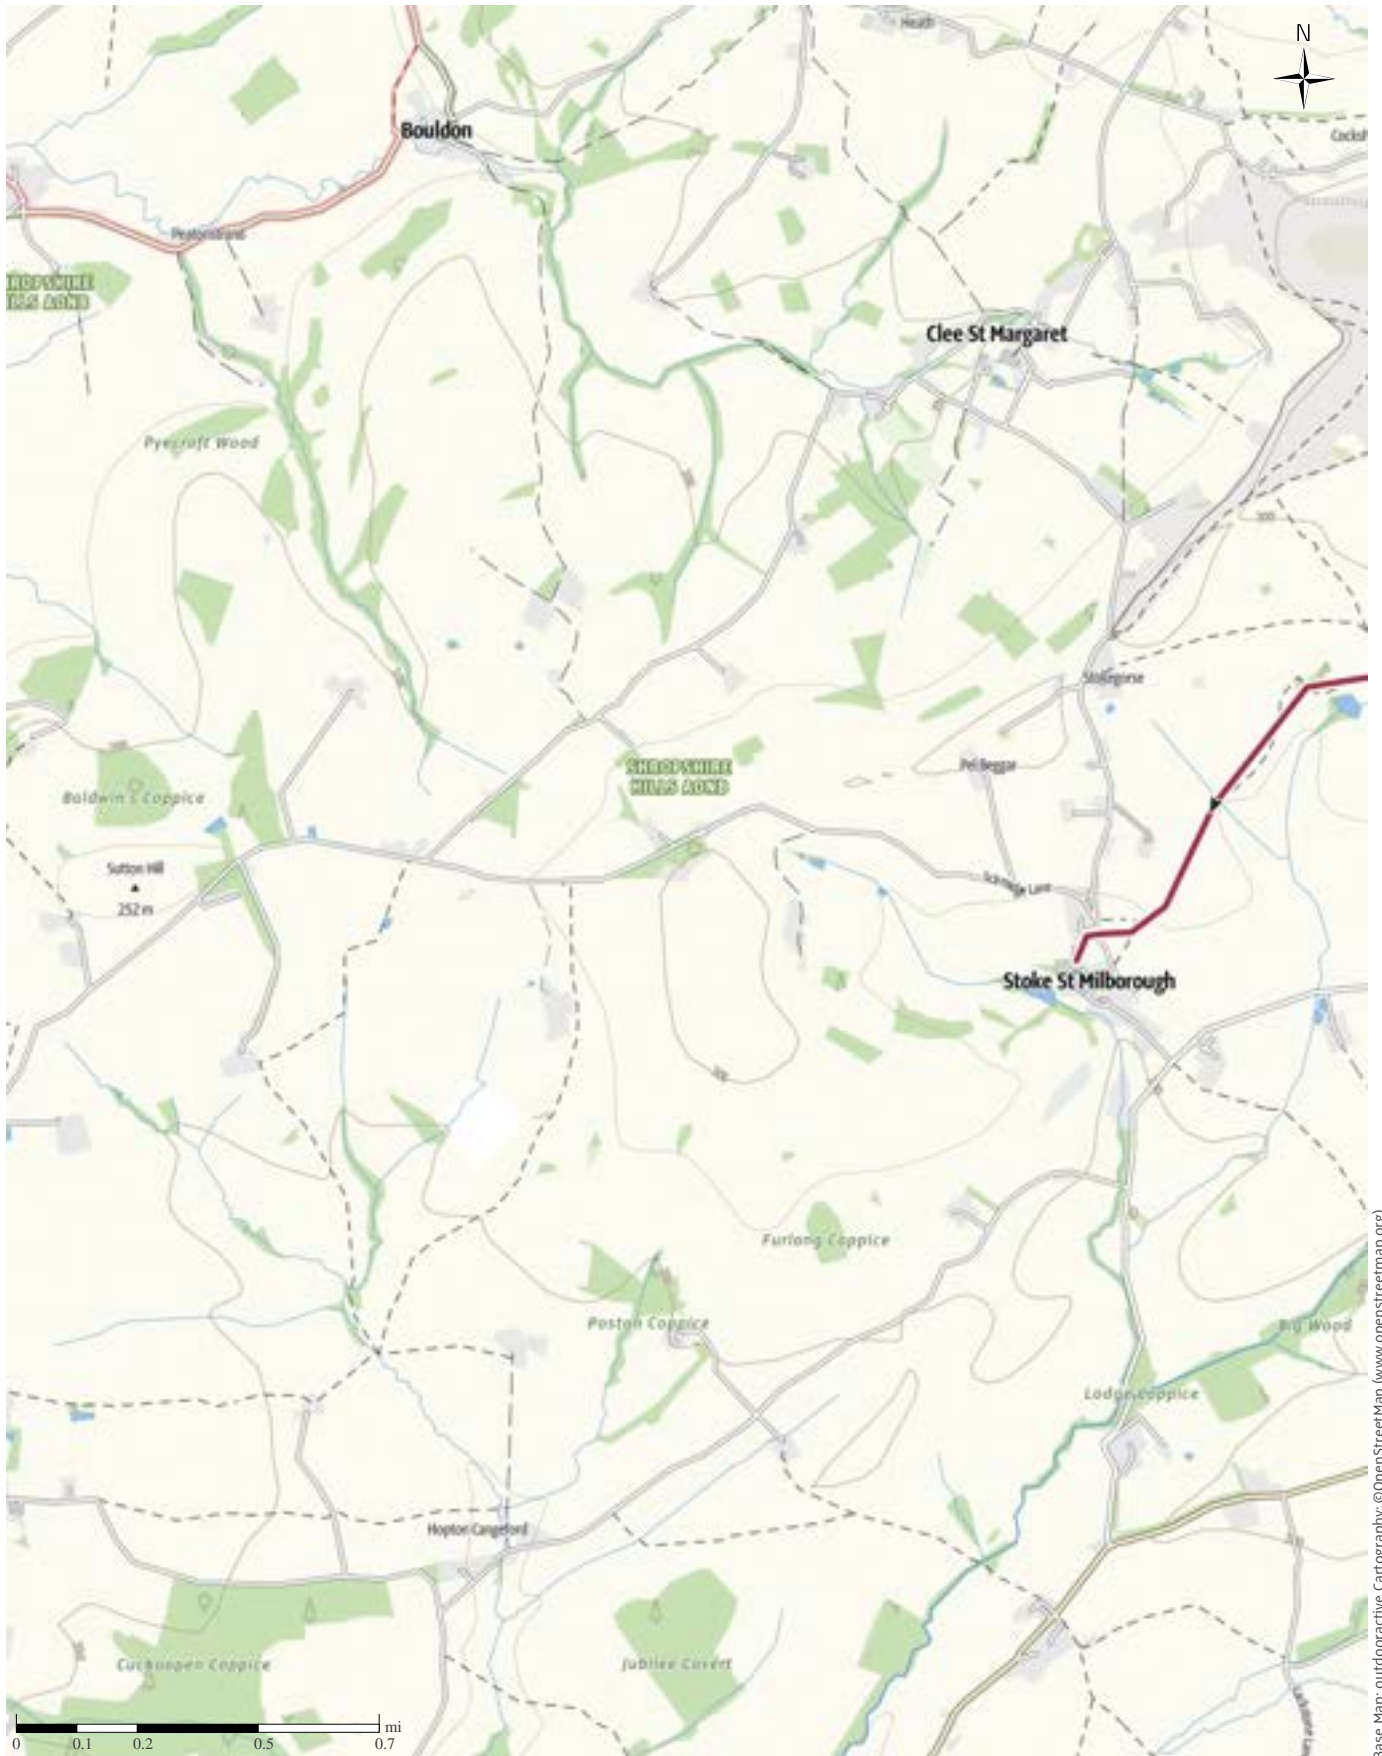 Heath
N
Bouldon
Peatonstrand
SHROPSHIRE
HILLS AONB
Clee St Margaret
Pyecroft Wood
300
Stokegorse
SHROPSHIRE
HILLS AONB
Pel Beggar
Baldwin's Coppice
Sutton Hill
252 m
Lane
Stoke St Milborough
Furlong Coppice
Poston Coppice
Big Wood
Lodge Coppice
Hopton Cangeford
Cuckoopen Coppice
Jubilee Covert
mi
0 0.1 0.2 0.5 0.7
Base Map: outdooractive Cartography; ©OpenStreetMap (www.openstreetmap.org)